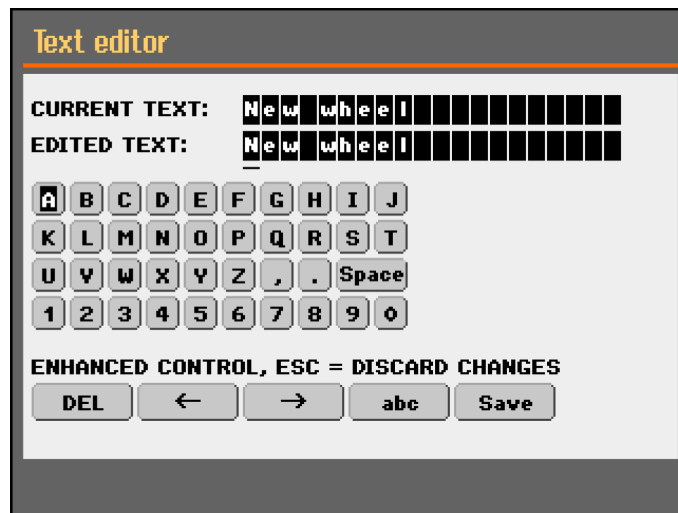 Text editor
CURRENT TEXT: New wheel
EDITED TEXT: New wheel
A B C D E F G H I J
K L M N O P Q R S T
U V W X Y Z , . Space
1 2 3 4 5 6 7 8 9 0
ENHANCED CONTROL, ESC = DISCARD CHANGES
DEL ← → abc Save